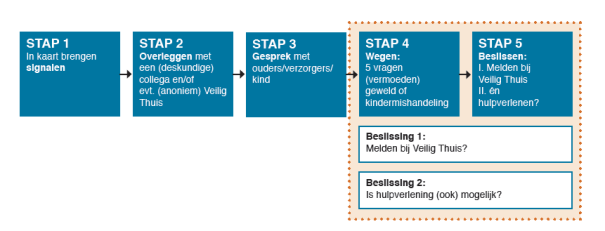 STAP 1
In kaart brengen
signalen
STAP 2
Overleggen met
een (deskundige)
collega en/of
evt. (anoniem) Veilig
Thuis
STAP 3
Gesprek met
ouders/verzorgers/
kind
STAP 4
Wegen:
5 vragen
(vermoeden)
geweld of
kindermishandeling
STAP 5
Beslissen:
I. Melden bij
Veilig Thuis
II. én
hulpverlenen?
Beslissing 1:
Melden bij Veilig Thuis?
Beslissing 2:
Is hulpverlening (ook) mogelijk?